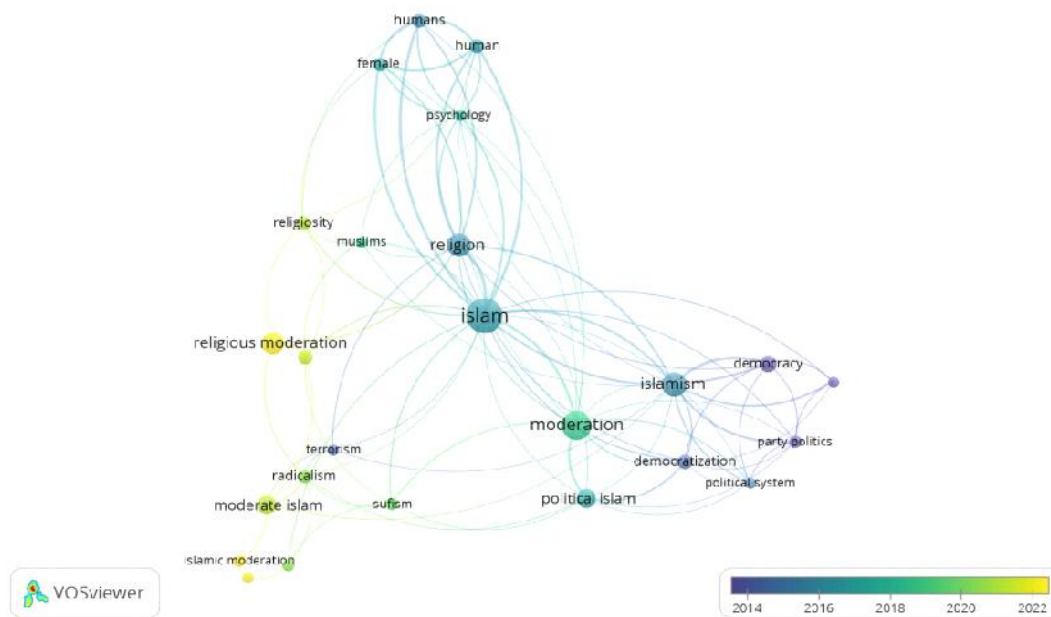 humans
human
female
psychology
religiosity
muslims
religion
islam
religious moderation
islamism
democracy
moderation
party politics
terrorism
democratization
radicalism
political system
moderate islam
sufism
political islam
islamic moderation
VOSviewer
2014 2016 2018 2020 2022